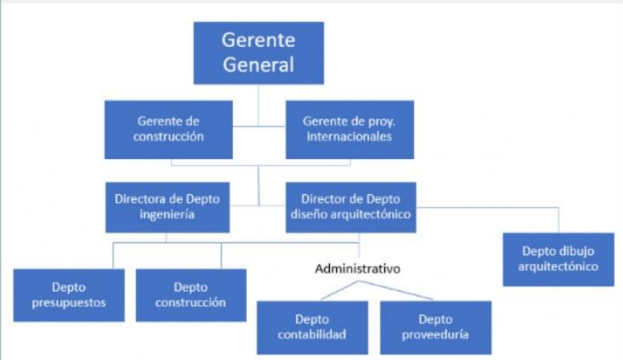 Gerente
General
Gerente de
construcción
Gerente de proy.
internacionales
Directora de Depto
ingeniería
Director de Depto
diseño arquitectónico
Depto dibujo
arquitectónico
Administrativo
Depto
presupuestos
Depto
construcción
Depto
contabilidad
Depto
proveeduría